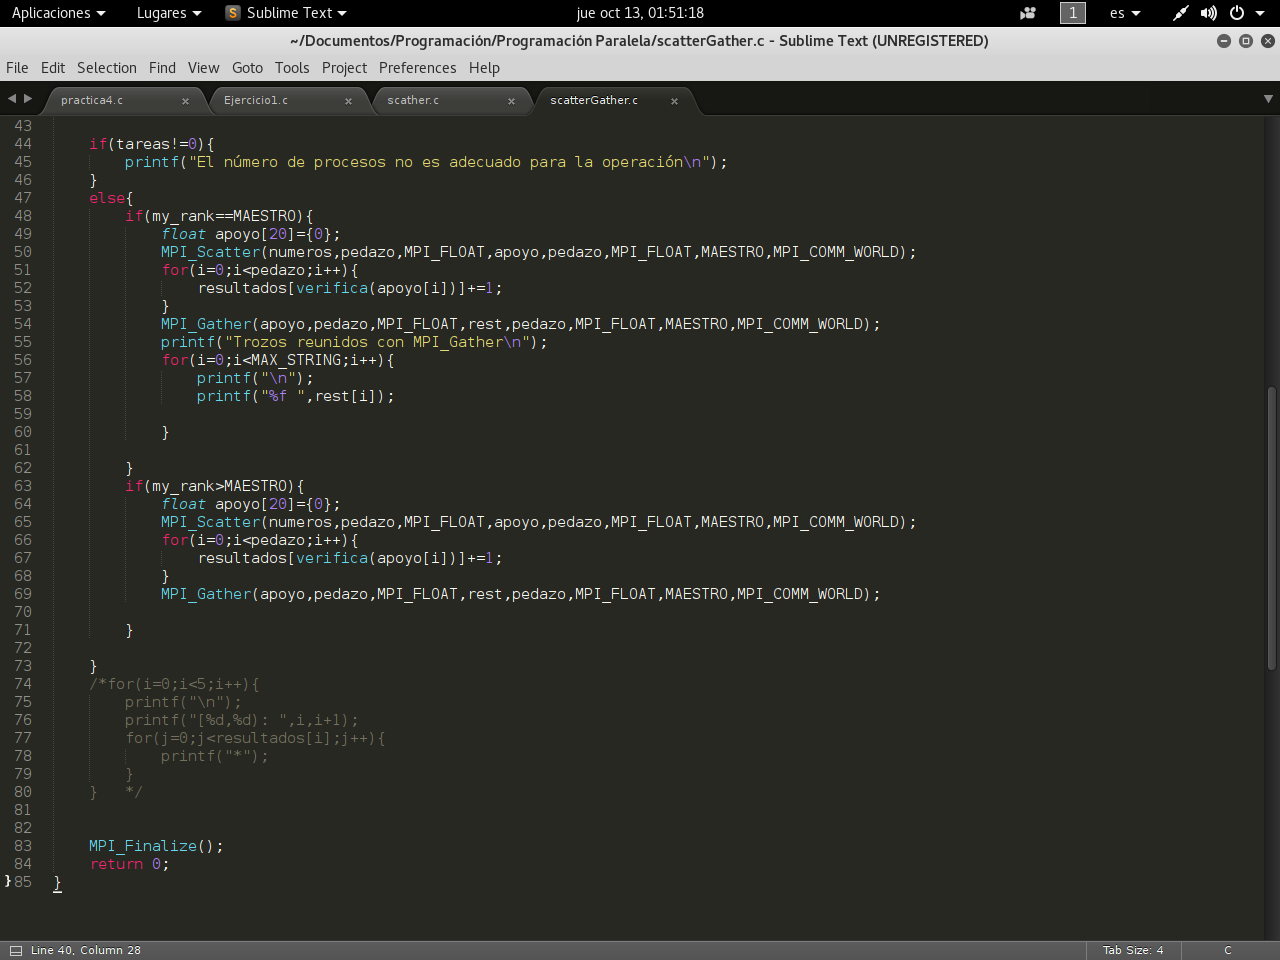 Aplicaciones Lugares Sublime Text jue oct 13, 01:51:18 1 es
~/Documentos/Programación/Programación Paralela/scatterGather.c - Sublime Text (UNREGISTERED)
File Edit Selection Find View Goto Tools Project Preferences Help
practica4.c × Ejercicio1.c × scather.c × scatterGather.c ×
43
44     if(tareas!=0){
45         printf("El número de procesos no es adecuado para la operación\n");
46     }
47     else{
48         if(my_rank==MAESTRO){
49             float apoyo[20]={0};
50             MPI_Scatter(numeros,pedazo,MPI_FLOAT,apoyo,pedazo,MPI_FLOAT,MAESTRO,MPI_COMM_WORLD);
51             for(i=0;i<pedazo;i++){
52                 resultados[verifica(apoyo[i])]+=1;
53             }
54             MPI_Gather(apoyo,pedazo,MPI_FLOAT,rest,pedazo,MPI_FLOAT,MAESTRO,MPI_COMM_WORLD);
55             printf("Trozos reunidos con MPI_Gather\n");
56             for(i=0;i<MAX_STRING;i++){
57                 printf("\n");
58                 printf("%f ",rest[i]);
59
60             }
61
62         }
63         if(my_rank>MAESTRO){
64             float apoyo[20]={0};
65             MPI_Scatter(numeros,pedazo,MPI_FLOAT,apoyo,pedazo,MPI_FLOAT,MAESTRO,MPI_COMM_WORLD);
66             for(i=0;i<pedazo;i++){
67                 resultados[verifica(apoyo[i])]+=1;
68             }
69             MPI_Gather(apoyo,pedazo,MPI_FLOAT,rest,pedazo,MPI_FLOAT,MAESTRO,MPI_COMM_WORLD);
70
71         }
72
73     }
74     /*for(i=0;i<5;i++){
75         printf("\n");
76         printf("[%d,%d): ",i,i+1);
77         for(j=0;j<resultados[i];j++){
78             printf("*");
79         }
80     }   */
81
82
83     MPI_Finalize();
84     return 0;
}85 }
Line 40, Column 28 Tab Size: 4 C